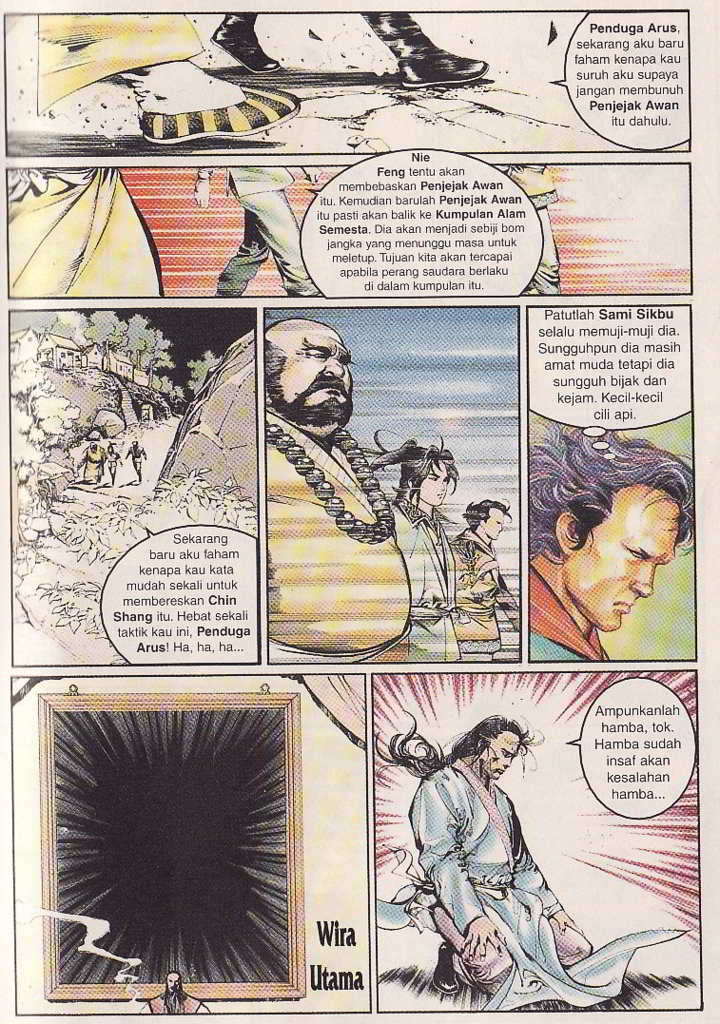 Penduga Arus,
sekarang aku baru
faham kenapa kau
suruh aku supaya
jangan membunuh
Penjejak Awan
itu dahulu.
Nie
Feng tentu akan
membebaskan Penjejak Awan
itu. Kemudian barulah Penjejak Awan
itu pasti akan balik ke Kumpulan Alam
Semesta. Dia akan menjadi sebiji bom
jangka yang menunggu masa untuk
meletup. Tujuan kita akan tercapai
apabila perang saudara berlaku
di dalam kumpulan itu.
Sekarang
baru aku faham
kenapa kau kata
mudah sekali untuk
membereskan Chin
Shang itu. Hebat sekali
taktik kau ini, Penduga
Arus! Ha, ha, ha...
Patutlah Sami Sikbu
selalu memuji-muji dia.
Sungguhpun dia masih
amat muda tetapi dia
sungguh bijak dan
kejam. Kecil-kecil
cili api.
Wira
Utama
Ampunkanlah
hamba, tok.
Hamba sudah
insaf akan
kesalahan
hamba...